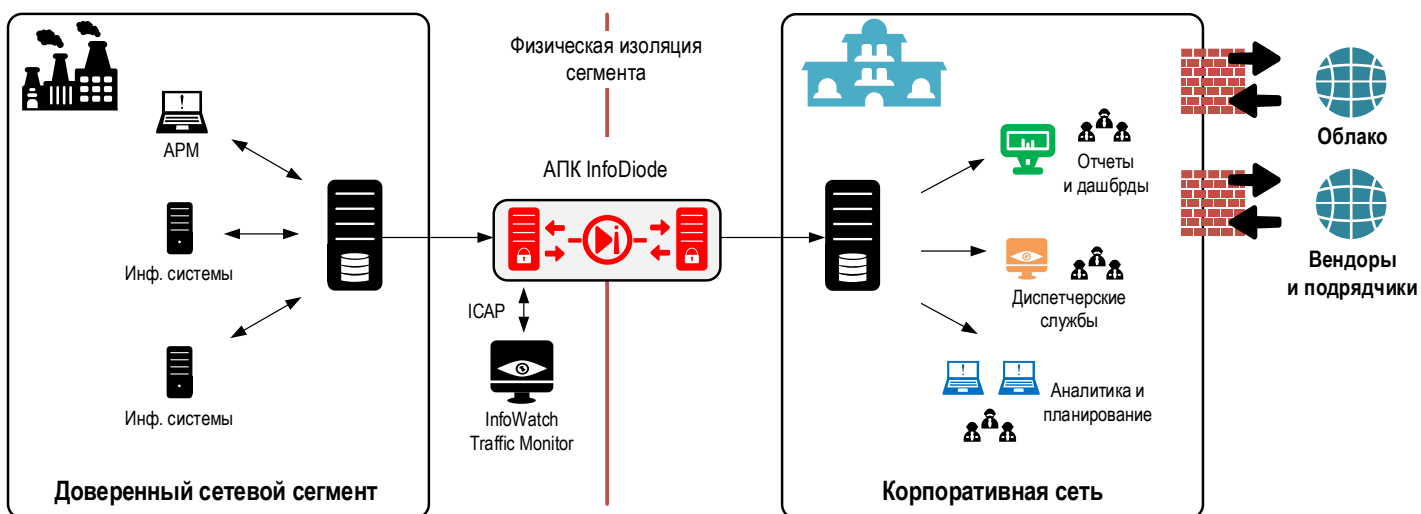 Физическая изоляция
сегмента
АРМ
Инф. системы
Инф. системы
Доверенный сетевой сегмент
АПК InfoDiode
ICAP
InfoWatch
Traffic Monitor
Отчеты
и дашбрды
Диспетчерские
службы
Аналитика и
планирование
Корпоративная сеть
Облако
Вендоры
и подрядчики